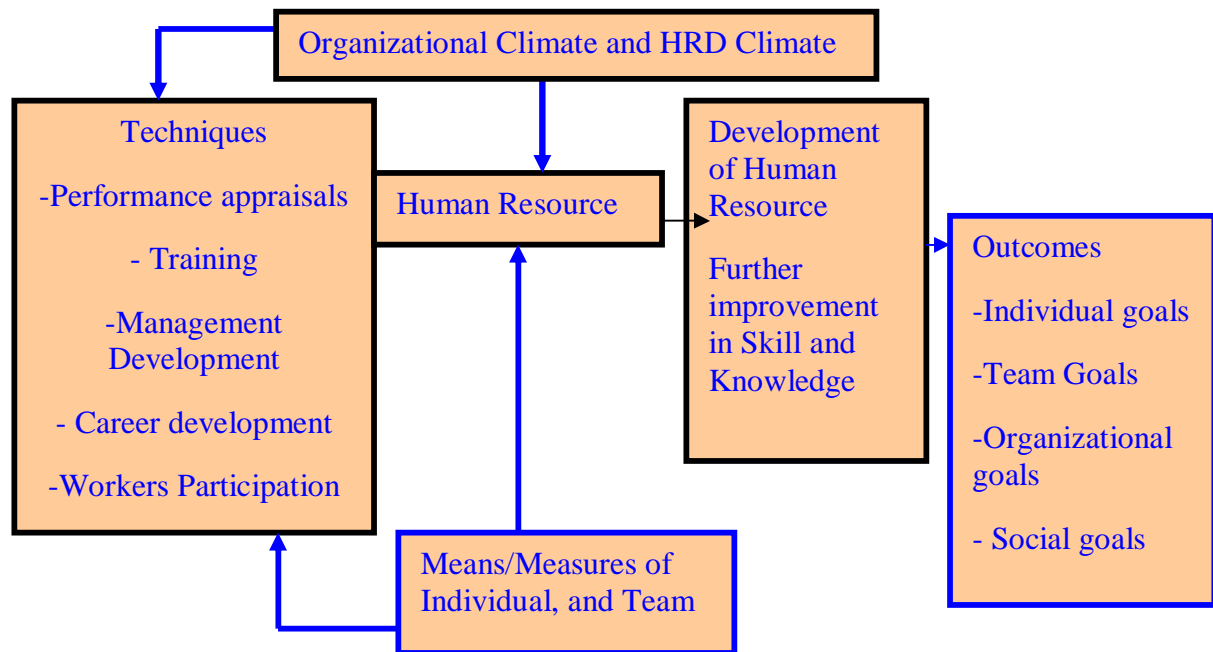 Organizational Climate and HRD Climate
Techniques
-Performance appraisals
- Training
-Management
Development
- Career development
-Workers Participation
Human Resource
Development
of Human
Resource
Further
improvement
in Skill and
Knowledge
Outcomes
-Individual goals
-Team Goals
-Organizational
goals
- Social goals
Means/Measures of
Individual, and Team